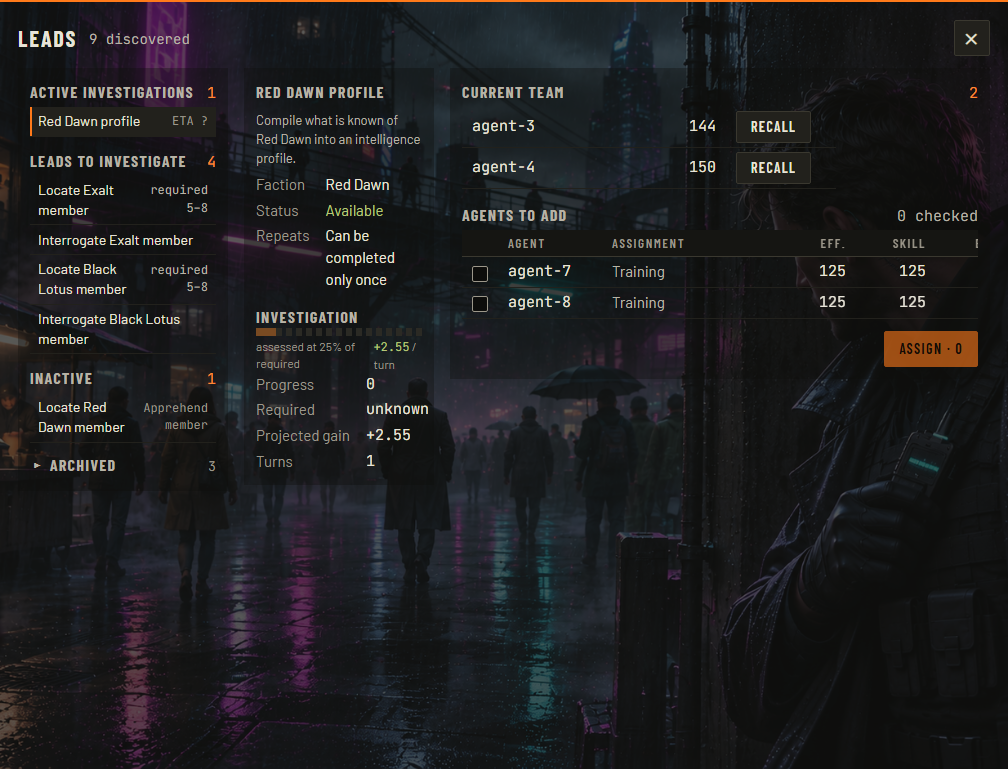 LEADS 9 discovered
✕
ACTIVE INVESTIGATIONS 1
Red Dawn profile ETA ?
LEADS TO INVESTIGATE 4
Locate Exalt required
member 5–8
Interrogate Exalt member
Locate Black required
Lotus member 5–8
Interrogate Black Lotus
member
INACTIVE 1
Locate Red Apprehend
Dawn member member
▸ ARCHIVED 3
RED DAWN PROFILE
Compile what is known of
Red Dawn into an intelligence
profile.
Faction Red Dawn
Status Available
Repeats Can be
completed
only once
INVESTIGATION
assessed at 25% of +2.55 /
required turn
Progress 0
Required unknown
Projected gain +2.55
Turns 1
CURRENT TEAM 2
agent-3 144 RECALL
agent-4 150 RECALL
AGENTS TO ADD 0 checked
AGENT ASSIGNMENT EFF. SKILL
agent-7 Training 125 125
agent-8 Training 125 125
ASSIGN · 0